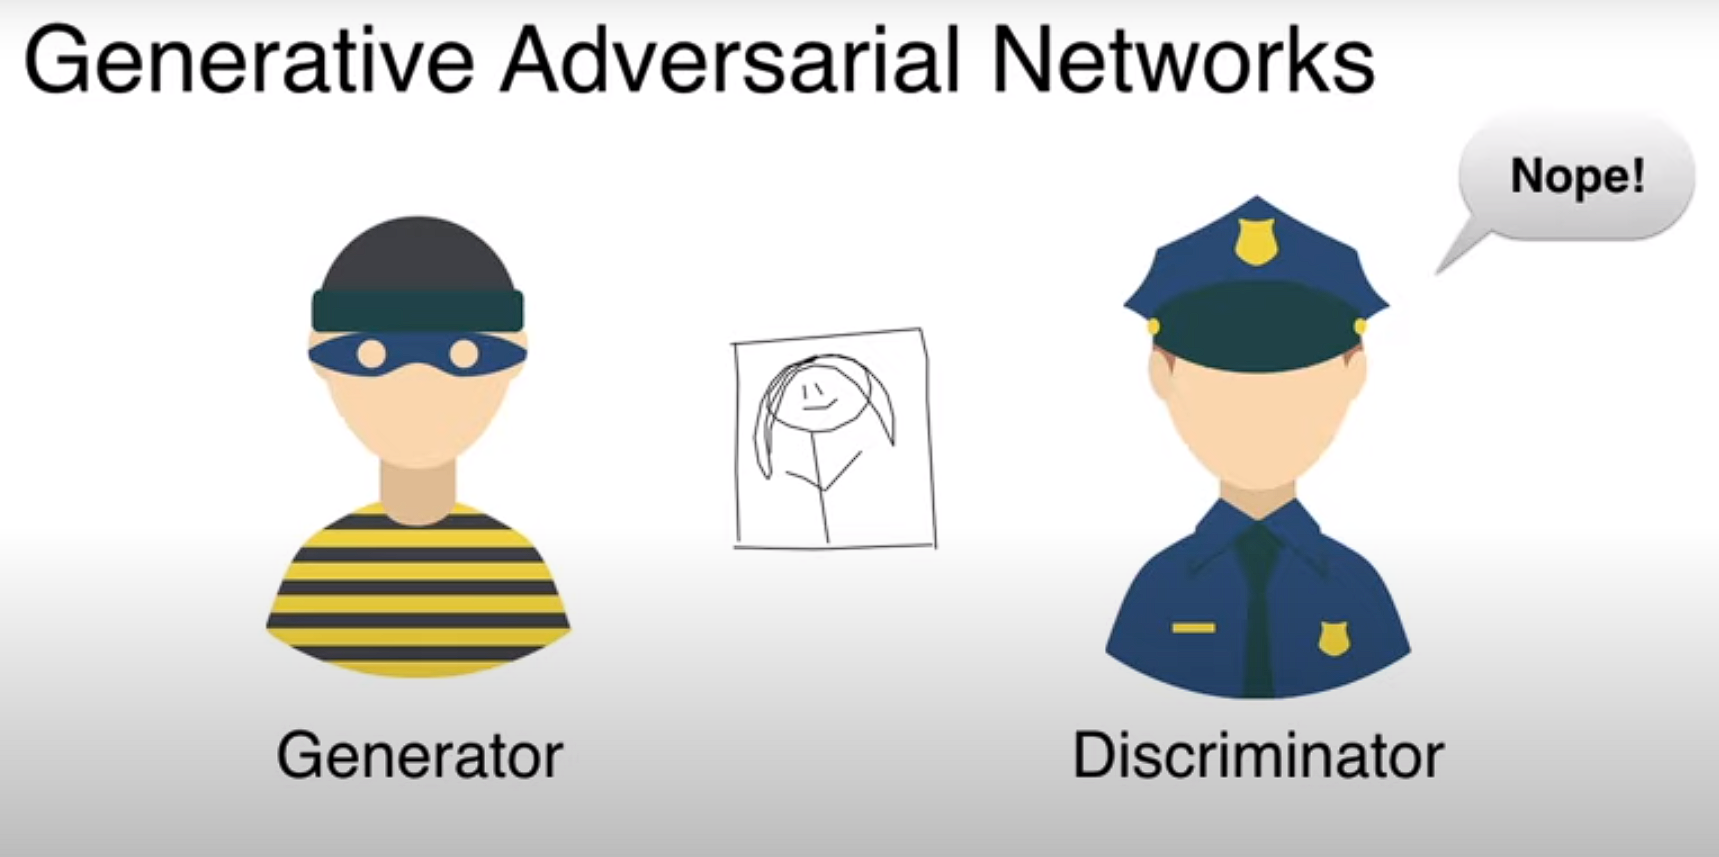 Generative Adversarial Networks
Nope!
Generator
Discriminator